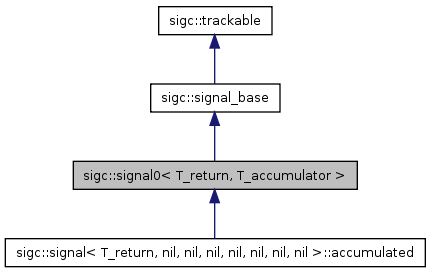 sigc::trackable
sigc::signal_base
sigc::signal0< T_return, T_accumulator >
sigc::signal< T_return, nil, nil, nil, nil, nil, nil, nil >::accumulated